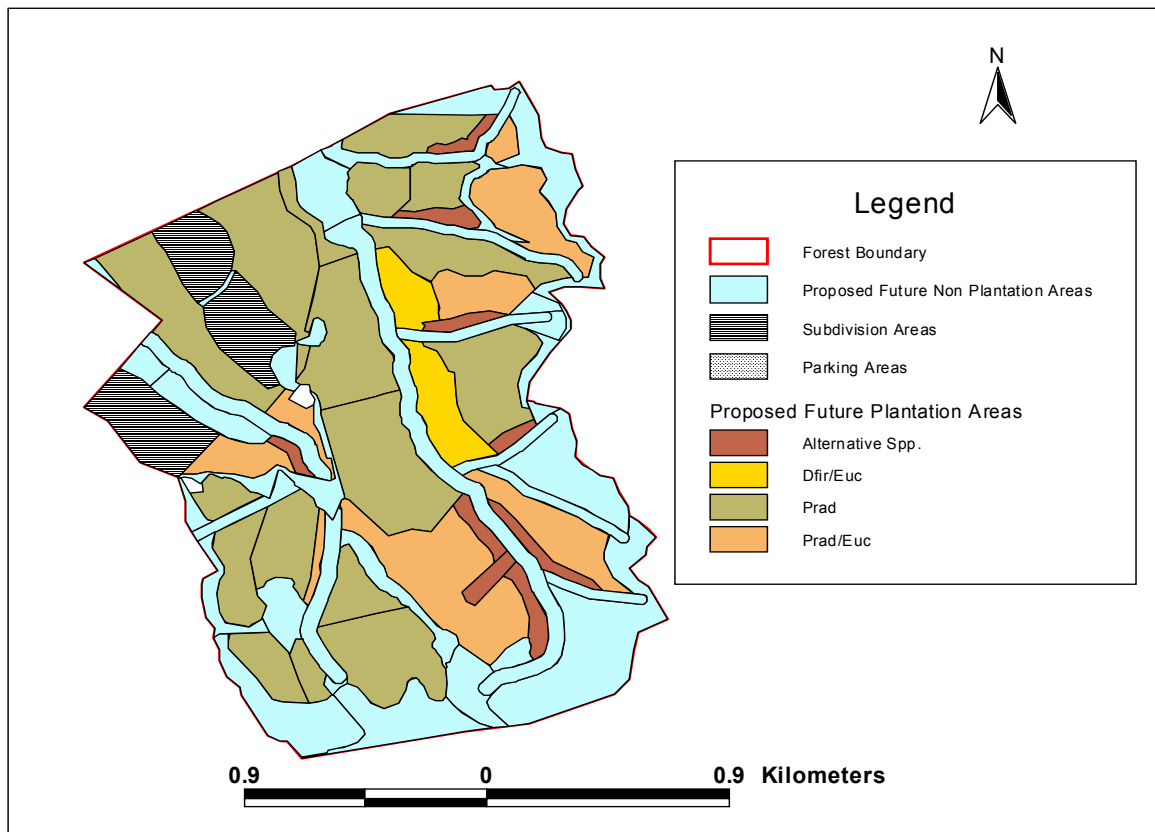 N
Legend
Forest Boundary
Proposed Future Non Plantation Areas
Subdivision Areas
Parking Areas
Proposed Future Plantation Areas
Alternative Spp.
Dfir/Euc
Prad
Prad/Euc
0.9 0 0.9 Kilometers